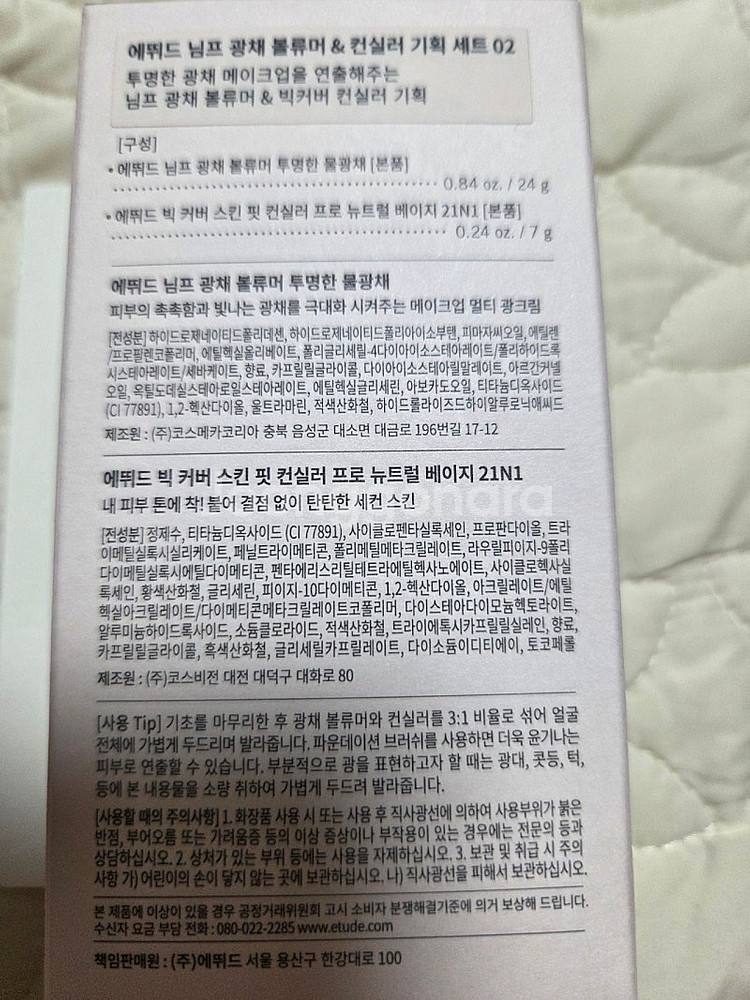 에뛰드 님프 광채 볼류머 & 컨실러 기획 세트 02
투명한 광채 메이크업을 연출해주는
님프 광채 볼류머 & 빅커버 컨실러 기획
[구성]
• 에뛰드 님프 광채 볼류머 투명한 물광채 [본품]
0.84 oz. / 24 g
• 에뛰드 빅 커버 스킨 핏 컨실러 프로 뉴트럴 베이지 21N1 [본품]
0.24 oz. / 7 g
에뛰드 님프 광채 볼류머 투명한 물광채
피부의 촉촉함과 빛나는 광채를 극대화 시켜주는 메이크업 멀티 광크림
[전성분] 하이드로제네이티드폴리데센, 하이드로제네이티드폴리아이소부텐, 피마자씨오일, 에틸렌
/프로필렌코폴리머, 에틸헥실올리베이트, 폴리글리세릴-4다이아이소스테아레이트/폴리하이드록
시스테아레이트/세바케이트, 향료, 카프릴릴글라이콜, 다이아이소스테아릴말레이트, 아르간커넬
오일, 옥틸도데실스테아로일스테아레이트, 에틸헥실글리세린, 아보카도오일, 티타늄디옥사이드
(CI 77891), 1,2-헥산다이올, 울트라마린, 적색산화철, 하이드롤라이즈드하이알루로닉애씨드
제조원 : (주)코스메카코리아 충북 음성군 대소면 대금로 196번길 17-12
에뛰드 빅 커버 스킨 핏 컨실러 프로 뉴트럴 베이지 21N1
내 피부 톤에 착! 붙어 결점 없이 탄탄한 세컨 스킨
[전성분] 정제수, 티타늄디옥사이드 (CI 77891), 사이클로펜타실록세인, 프로판다이올, 트라
이메틸실록시실리케이트, 페닐트라이메티콘, 폴리메틸메타크릴레이트, 라우릴피이지-9폴리
다이메틸실록시에틸다이메티콘, 펜타에리스리틸테트라에틸헥사노에이트, 사이클로헥사실
록세인, 황색산화철, 글리세린, 피이지-10다이메티콘, 1,2-헥산다이올, 아크릴레이트/에틸
헥실아크릴레이트/다이메티콘메타크릴레이트코폴리머, 다이스테아다이모늄헥토라이트,
알루미늄하이드록사이드, 소듐클로라이드, 적색산화철, 트라이에톡시카프릴릴실레인, 향료,
카프릴릴글라이콜, 흑색산화철, 글리세릴카프릴레이트, 다이소듐이디티에이, 토코페롤
제조원 : (주)코스비전 대전 대덕구 대화로 80
[사용 Tip] 기초를 마무리한 후 광채 볼류머와 컨실러를 3:1 비율로 섞어 얼굴
전체에 가볍게 두드리며 발라줍니다. 파운데이션 브러쉬를 사용하면 더욱 윤기나는
피부로 연출할 수 있습니다. 부분적으로 광을 표현하고자 할 때는 광대, 콧등, 턱,
등에 본 내용물을 소량 취하여 가볍게 두드려 발라줍니다.
[사용할 때의 주의사항] 1. 화장품 사용 시 또는 사용 후 직사광선에 의하여 사용부위가 붉은
반점, 부어오름 또는 가려움증 등의 이상 증상이나 부작용이 있는 경우에는 전문의 등과
상담하십시오. 2. 상처가 있는 부위 등에는 사용을 자제하십시오. 3. 보관 및 취급 시 주의
사항 가) 어린이의 손이 닿지 않는 곳에 보관하십시오. 나) 직사광선을 피해서 보관하십시오.
본 제품에 이상이 있을 경우 공정거래위원회 고시 소비자 분쟁해결기준에 의거 보상해 드립니다.
수신자 요금 부담 전화 : 080-022-2285 www.etude.com
책임판매원 : (주)에뛰드 서울 용산구 한강대로 100